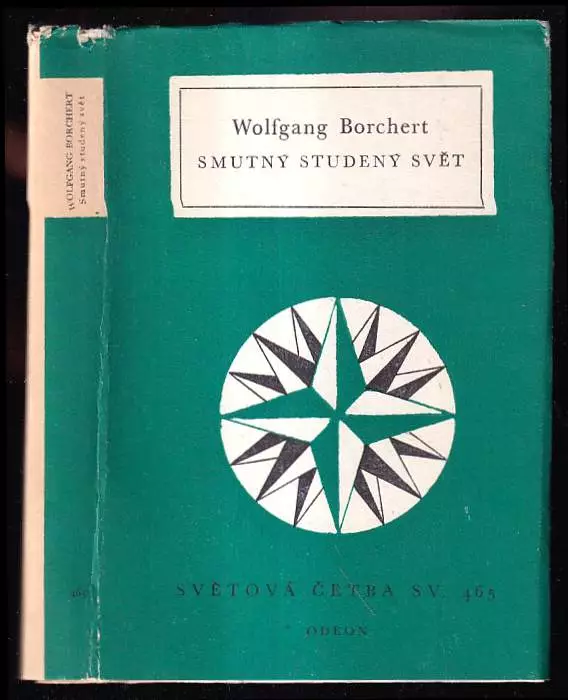 WOLFGANG BORCHERT
Smutný studený svět
465
Wolfgang Borchert
SMUTNÝ STUDENÝ SVĚT
SVĚTOVÁ ČETBA SV. 465
ODEON